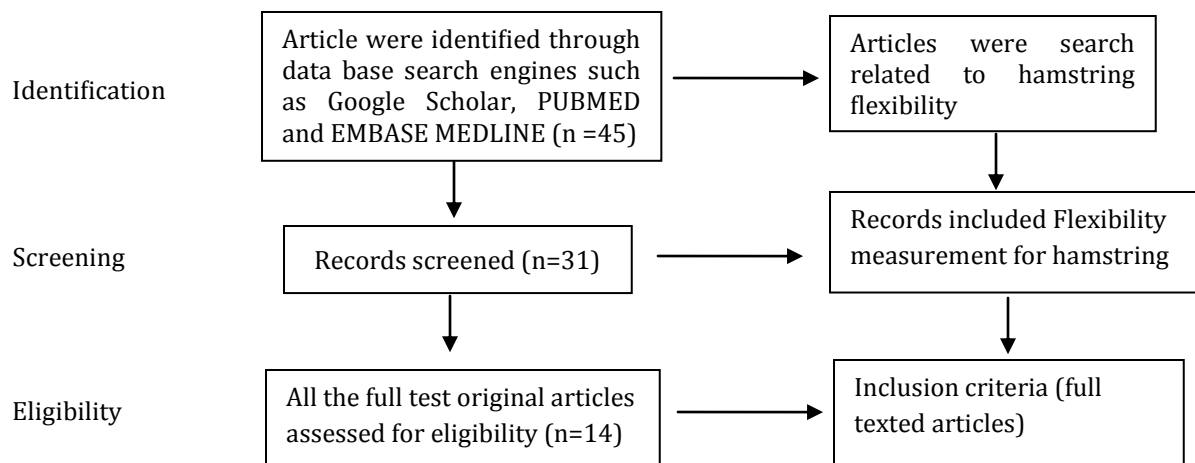 Identification
Article were identified through
data base search engines such
as Google Scholar, PUBMED
and EMBASE MEDLINE (n =45)
Articles were search
related to hamstring
flexibility
Screening
Records screened (n=31)
Records included Flexibility
measurement for hamstring
Eligibility
All the full test original articles
assessed for eligibility (n=14)
Inclusion criteria (full
texted articles)